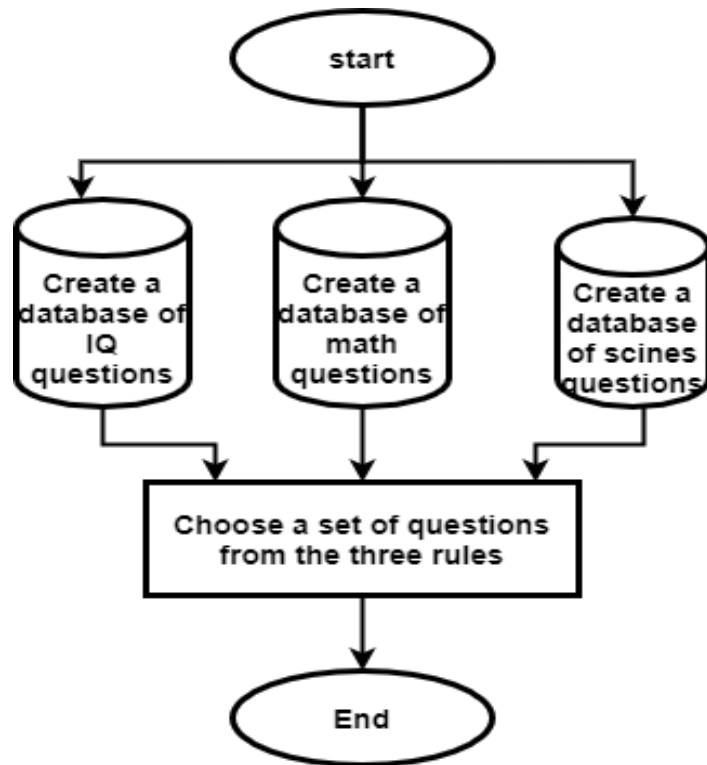 start
Create a
database of
IQ
questions
Create a
database of
math
questions
Create a
database
of scines
questions
Choose a set of questions
from the three rules
End